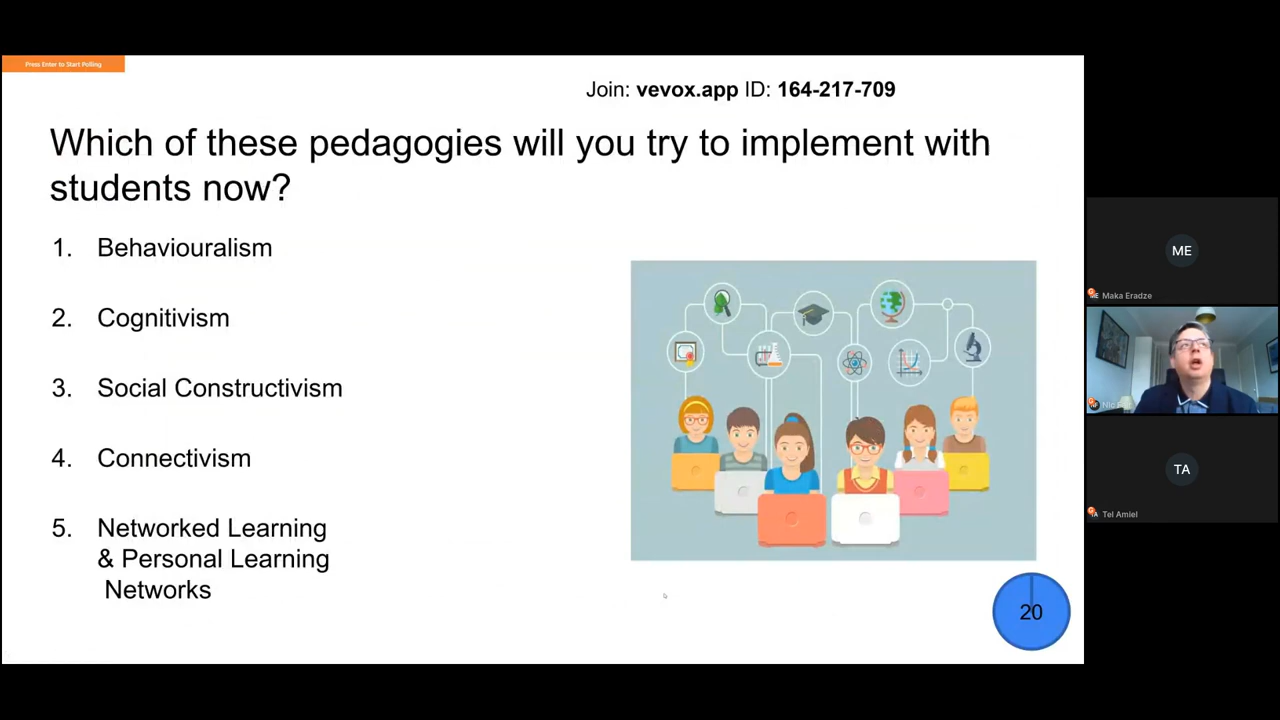 Press Enter to Start Polling
Join: vevox.app ID: 164-217-709
Which of these pedagogies will you try to implement with
students now?
1. Behaviouralism
2. Cognitivism
3. Social Constructivism
4. Connectivism
5. Networked Learning
& Personal Learning
Networks
20
ME
Maka Eradze
TA
Tel Amiel